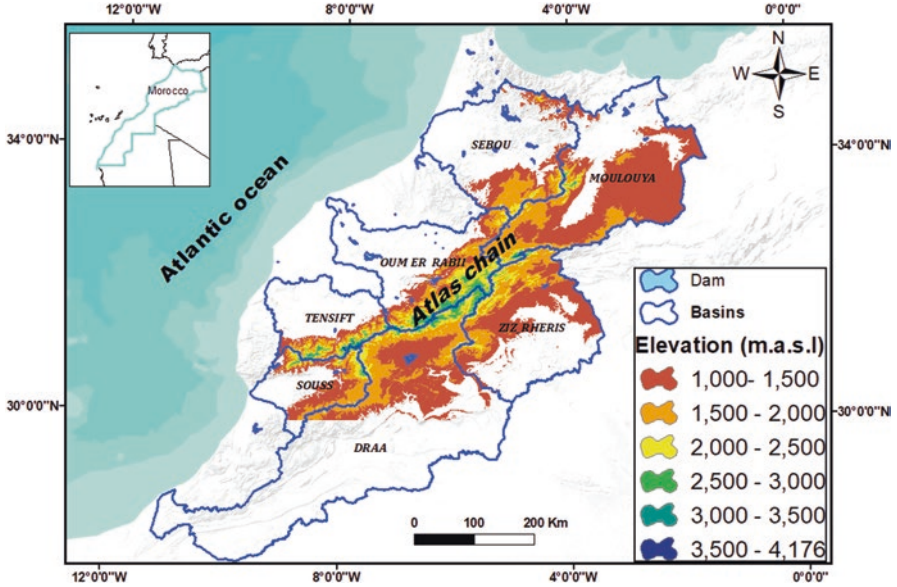 12°0'0"W 8°0'0"W 4°0'0"W 0°0'0"
Morocco
N
W E
S
34°0'0"N
34°0'0"N
SEBOU
MOULOUYA
Atlantic ocean
OUM ER RABII
Atlas chain
TENSIFT
ZIZ RHERIS
SOUSS
30°0'0"N
30°0'0"N
DRAA
Dam
Basins
Elevation (m.a.s.l)
1,000- 1,500
1,500 - 2,000
2,000 - 2,500
2,500 - 3,000
3,000 - 3,500
3,500 - 4,176
0 100 200 Km
12°0'0"W 8°0'0"W 4°0'0"W 0°0'0"